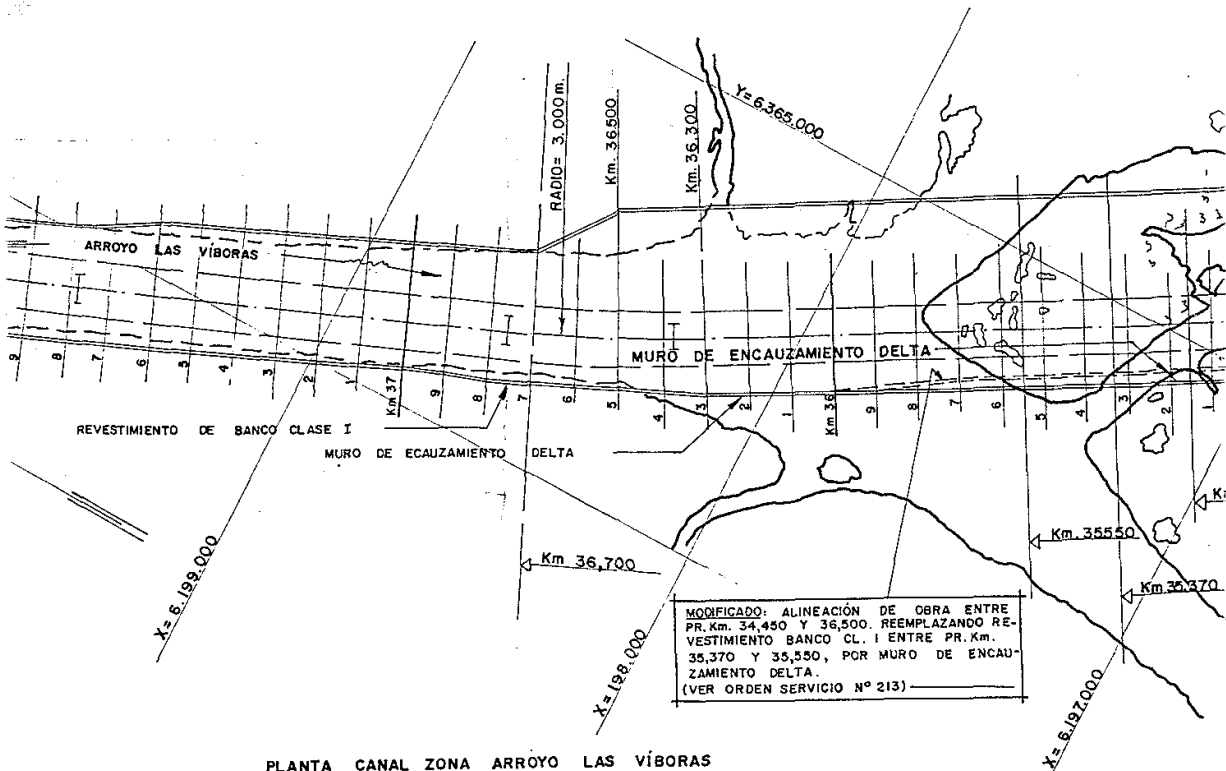 Y= 6.365.000
RADIO= 3.000 m.
Km. 36.500
Km. 36.300
ARROYO LAS VÍBORAS
I
I
I
MURO DE ENCAUZAMIENTO DELTA
9 8 7 6 5 4 3 2 1 Km 37 9 8 7 6 5 4 3 2 1 Km 36 9 8 7 6 5 4 3 2 1
REVESTIMIENTO DE BANCO CLASE I
MURO DE ECAUZAMIENTO DELTA
X = 6.199.000
Km 36,700
X = 198.000
Km. 35550
Km 35.370
X = 6.197.000
MODIFICADO: ALINEACIÓN DE OBRA ENTRE
PR. Km. 34,450 Y 36,500. REEMPLAZANDO RE-
VESTIMIENTO BANCO CL. I ENTRE PR. Km.
35,370 Y 35,550, POR MURO DE ENCAU-
ZAMIENTO DELTA.
(VER ORDEN SERVICIO Nº 213)
PLANTA CANAL ZONA ARROYO LAS VÍBORAS